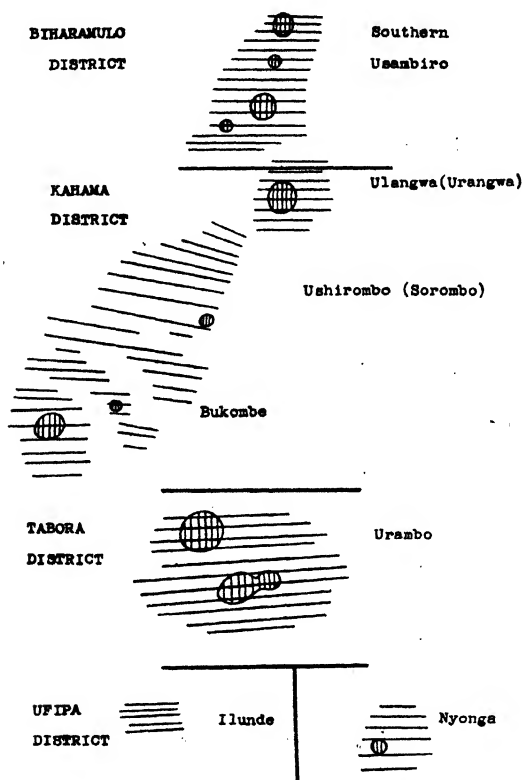 BIHARAMULO
DISTRICT
Southern
Usambiro
KAHAMA
DISTRICT
Ulangwa(Urangwa)
Ushirombo (Sorombo)
Bukombe
TABORA
DISTRICT
Urambo
UFIPA
DISTRICT
Ilunde
Nyonga